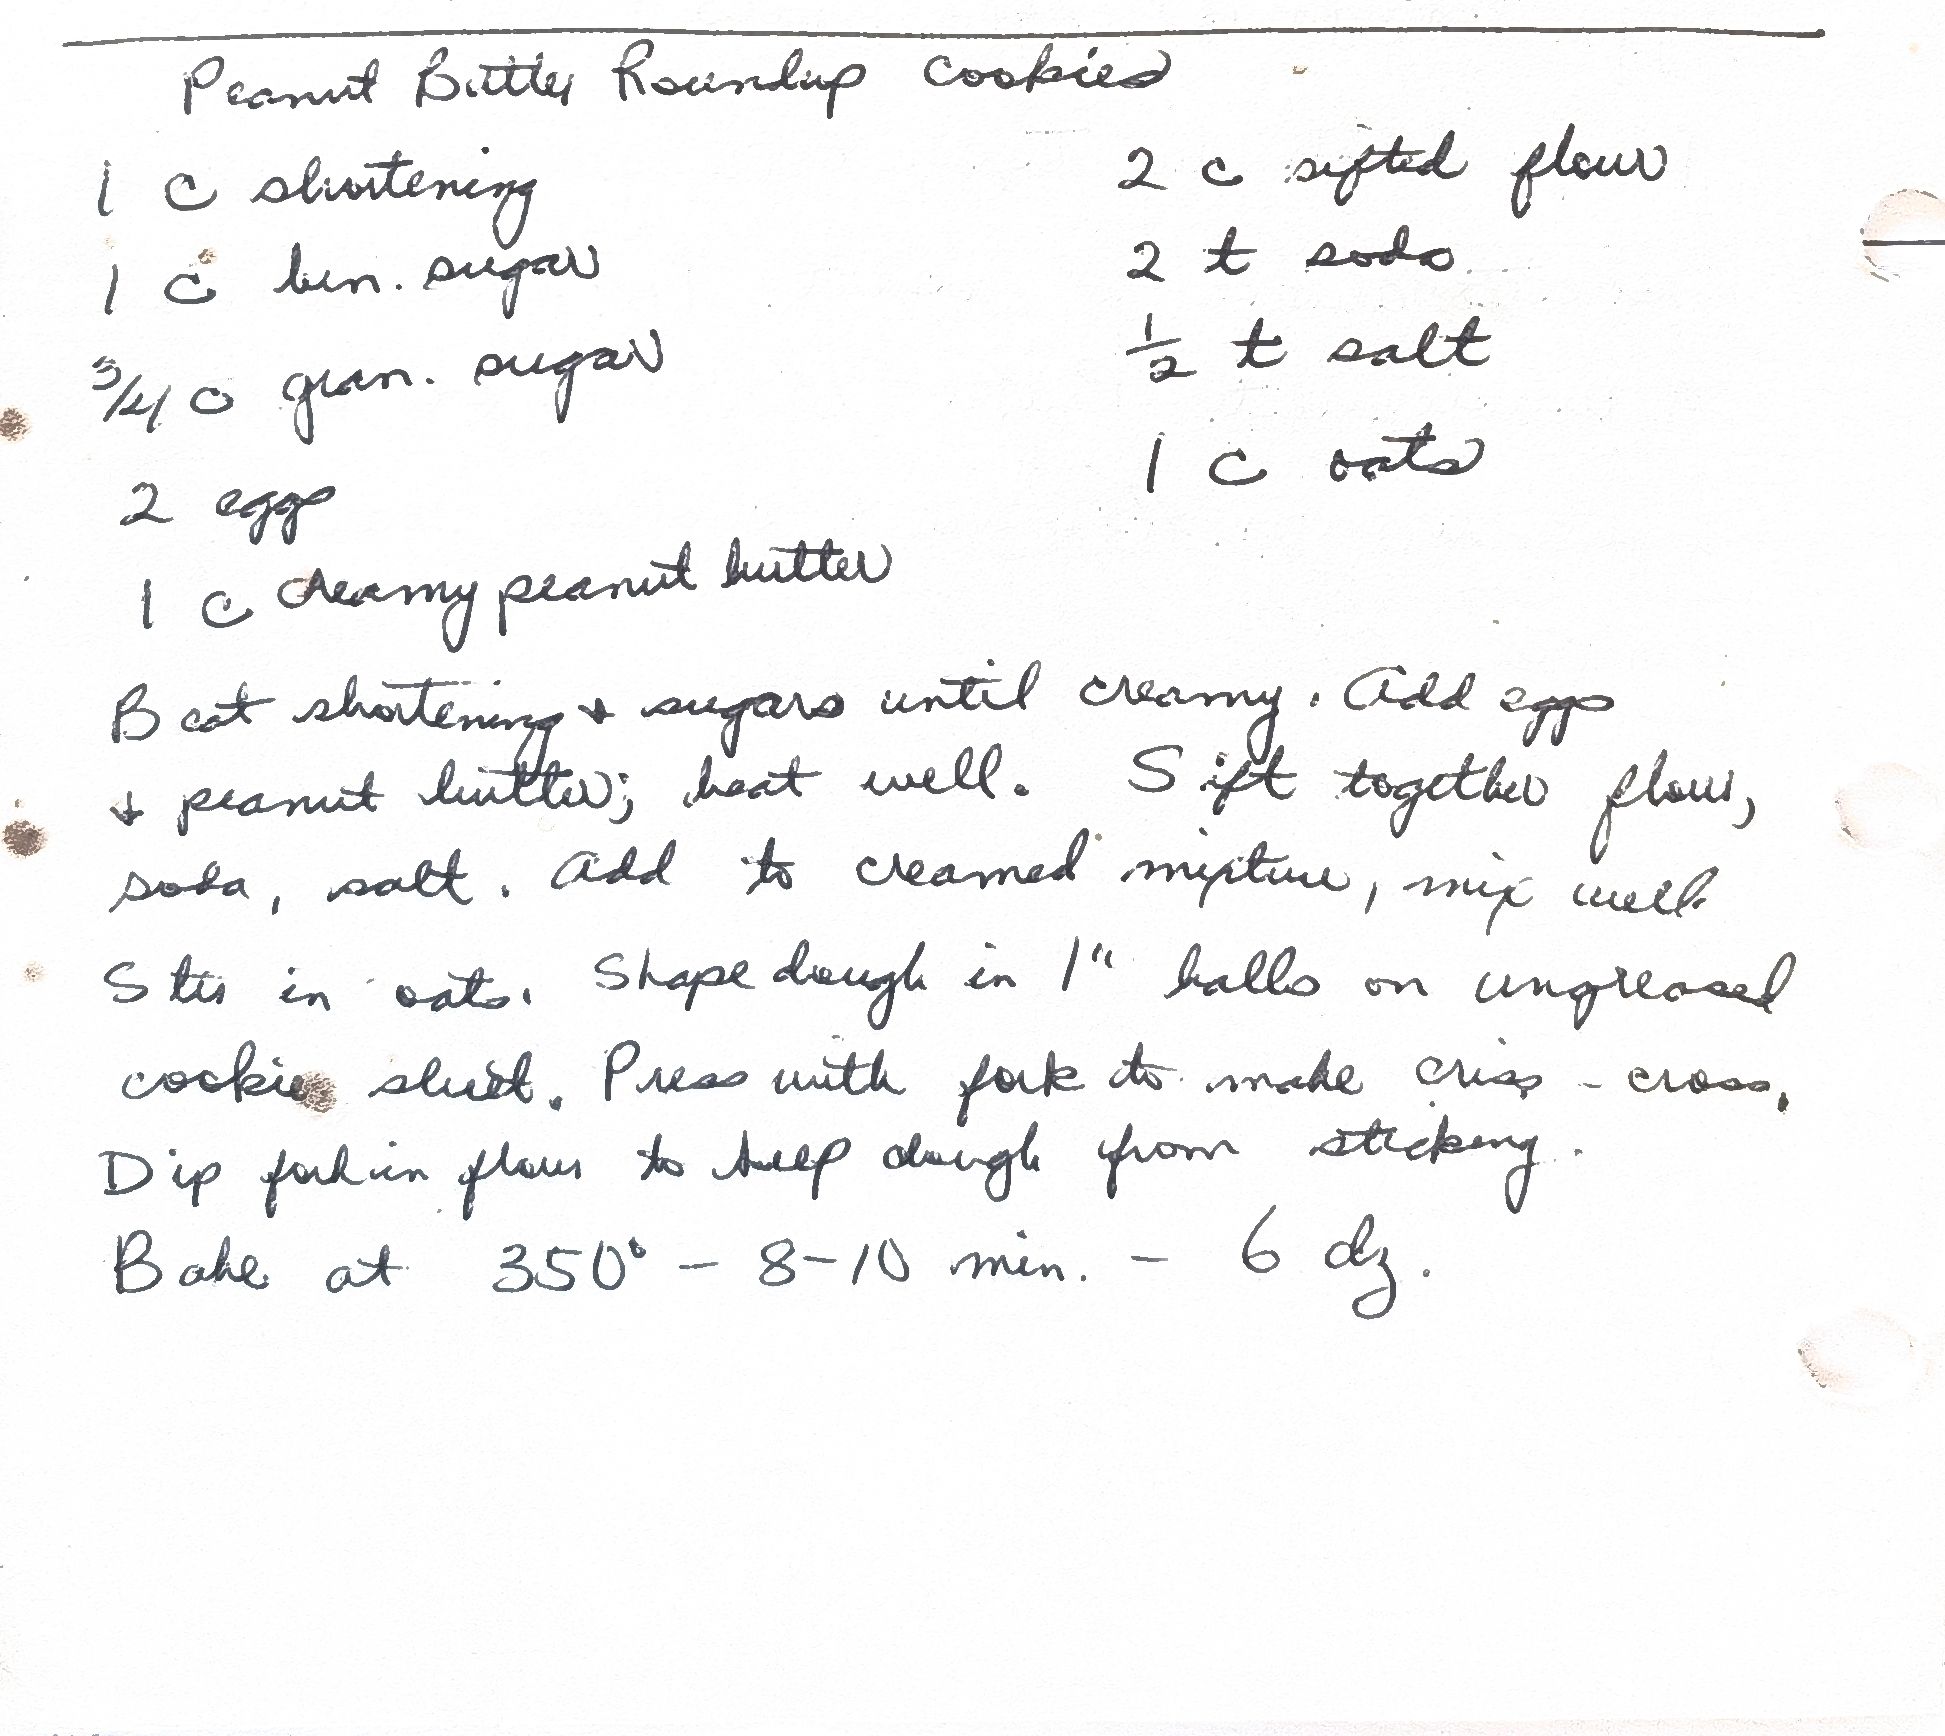 Peanut Butter Roundup Cookies
1 c shortening
1 c brn. sugar
3/4 c gran. sugar
2 eggs
1 c creamy peanut butter
2 c sifted flour
2 t soda
1/2 t salt
1 c oats
Beat shortening & sugars until creamy. Add eggs
& peanut butter; beat well. Sift together flour,
soda, salt. Add to creamed mixture, mix well
Stir in oats. Shape dough in 1" balls on ungreased
cookie sheet. Press with fork to make criss-cross.
Dip fork in flour to keep dough from sticking.
Bake at 350° - 8-10 min. - 6 dz.